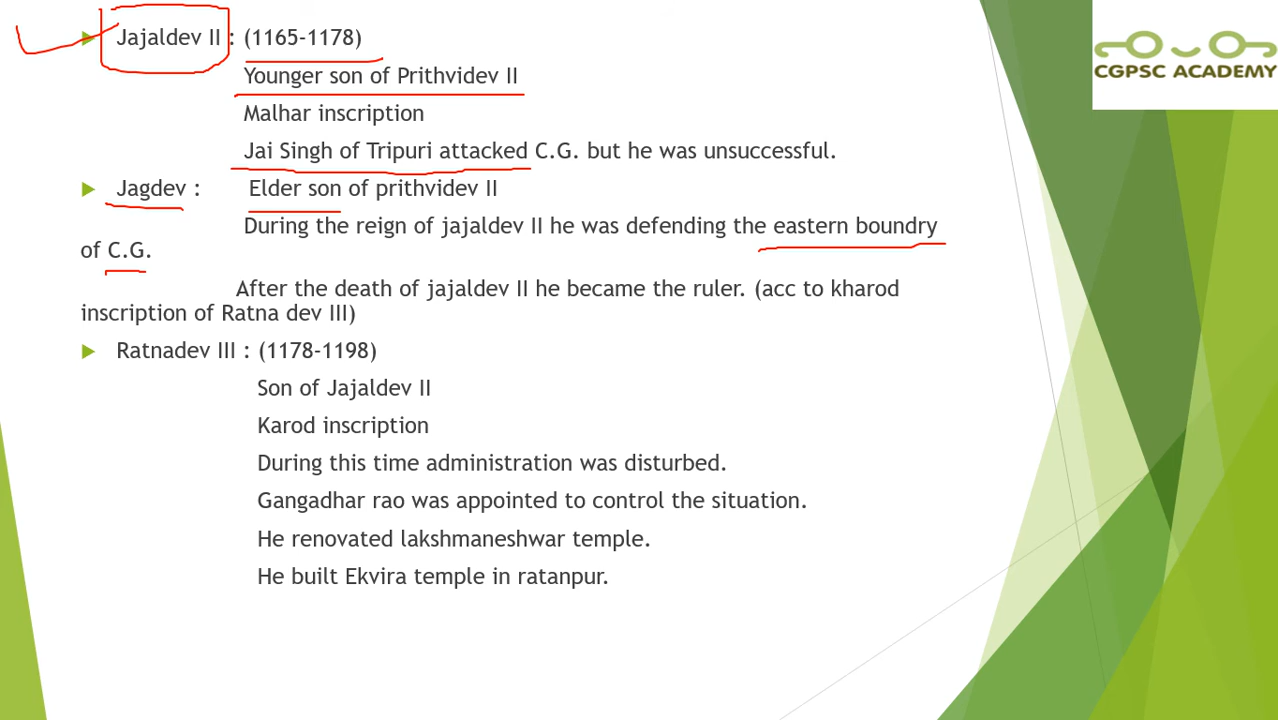 Jajaldev II : (1165-1178)
Younger son of Prithvidev II
Malhar inscription
Jai Singh of Tripuri attacked C.G. but he was unsuccessful.
Jagdev : Elder son of prithvidev II
During the reign of jajaldev II he was defending the eastern boundry
of C.G.
After the death of jajaldev II he became the ruler. (acc to kharod
inscription of Ratna dev III)
Ratnadev III : (1178-1198)
Son of Jajaldev II
Karod inscription
During this time administration was disturbed.
Gangadhar rao was appointed to control the situation.
He renovated lakshmaneshwar temple.
He built Ekvira temple in ratanpur.
CGPSC ACADEMY